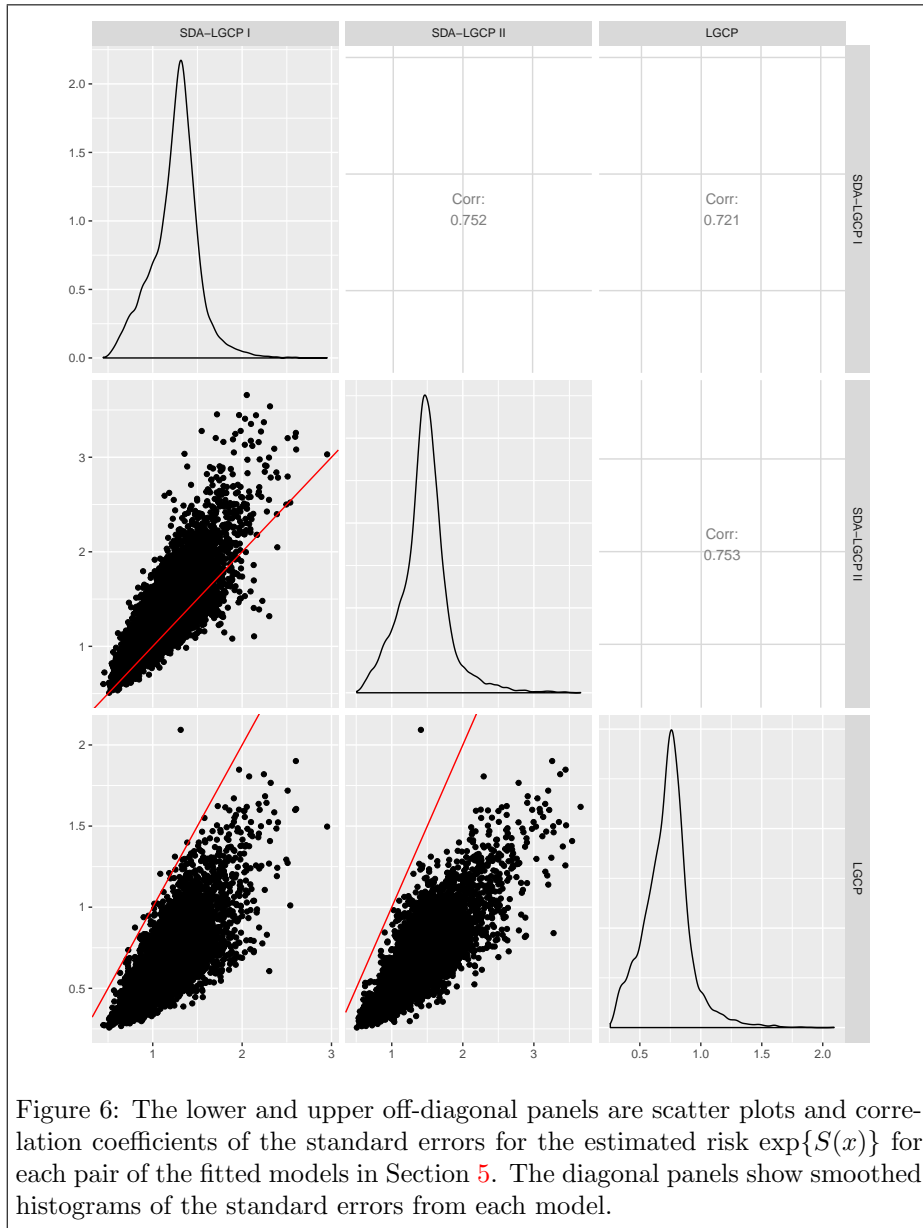 SDA−LGCP I SDA−LGCP II LGCP
2.0
1.5
1.0
0.5
0.0
Corr:
0.752
Corr:
0.721
SDA−LGCP I
3
2
1
Corr:
0.753
SDA−LGCP II
2
1.5
1
0.5
LGCP
1 2 3 1 2 3 0.5 1.0 1.5 2.0
Figure 6: The lower and upper off-diagonal panels are scatter plots and corre-
lation coefficients of the standard errors for the estimated risk exp{S(x)} for
each pair of the fitted models in Section 5. The diagonal panels show smoothed
histograms of the standard errors from each model.